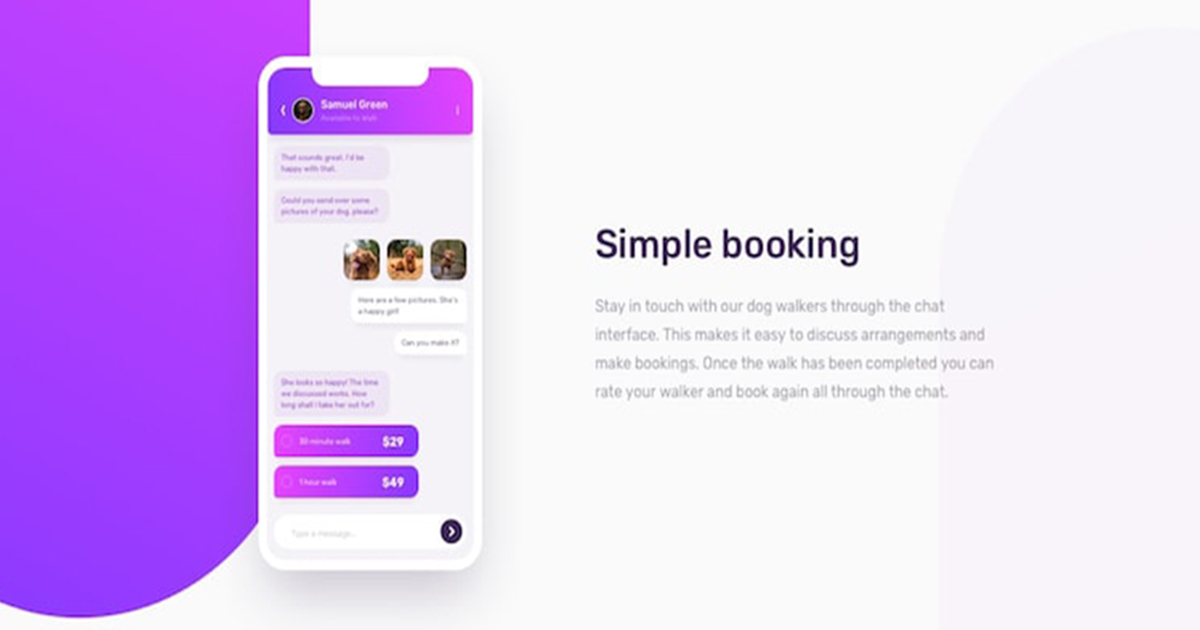 Samuel Green
Available to Walk
That sounds great. I'd be
happy with that.
Could you send over some
pictures of your dog, please?
Here are a few pictures. She's
a happy girl!
Can you make it?
She looks so happy! The time
we discussed works. How
long shall I take her out for?
30 minute walk $29
1 hour walk $49
Type a message...
Simple booking
Stay in touch with our dog walkers through the chat
interface. This makes it easy to discuss arrangements and
make bookings. Once the walk has been completed you can
rate your walker and book again all through the chat.